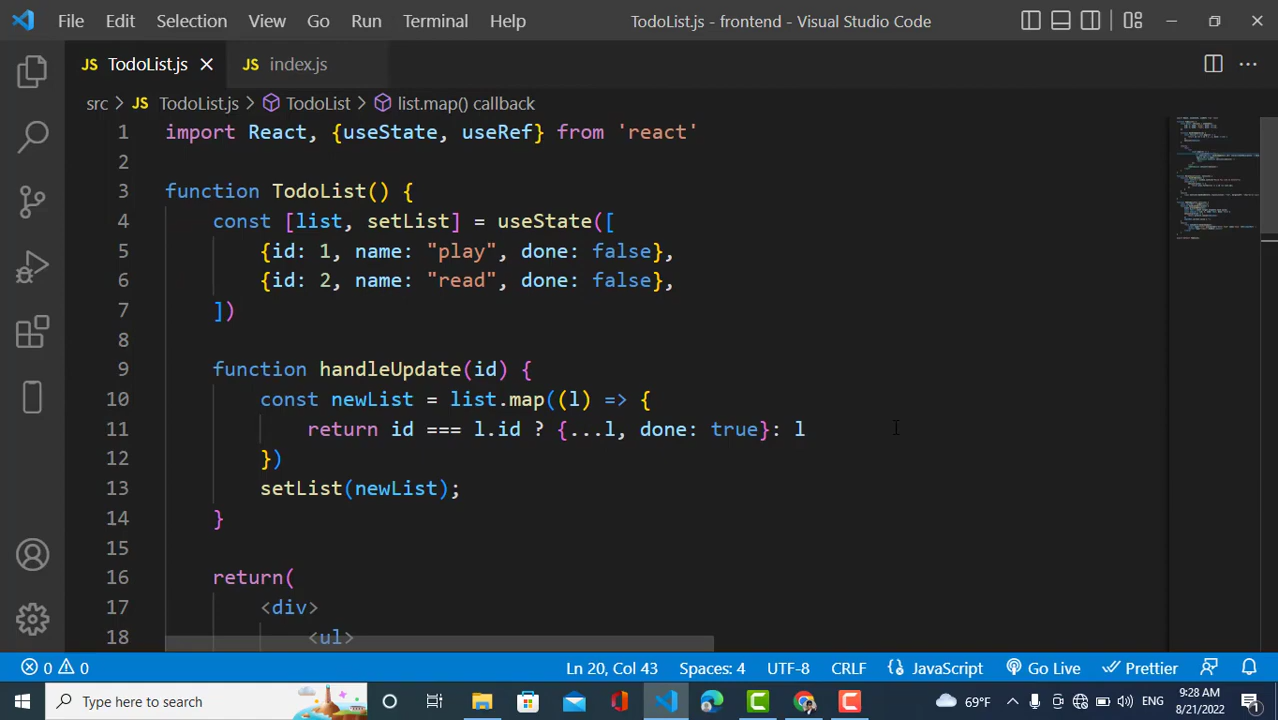 File Edit Selection View Go Run Terminal Help TodoList.js - frontend - Visual Studio Code
JS TodoList.js JS index.js
src > JS TodoList.js > TodoList > list.map() callback
1 import React, {useState, useRef} from 'react'
2
3 function TodoList() {
4 const [list, setList] = useState([
5 {id: 1, name: "play", done: false},
6 {id: 2, name: "read", done: false},
7 ])
8
9 function handleUpdate(id) {
10 const newList = list.map((l) => {
11 return id === l.id ? {...l, done: true}: l
12 })
13 setList(newList);
14 }
15
16 return(
17 <div>
18 <ul>
0 0 Ln 20, Col 43 Spaces: 4 UTF-8 CRLF JavaScript Go Live Prettier
Type here to search 69°F ENG 9:28 AM
8/21/2022 1